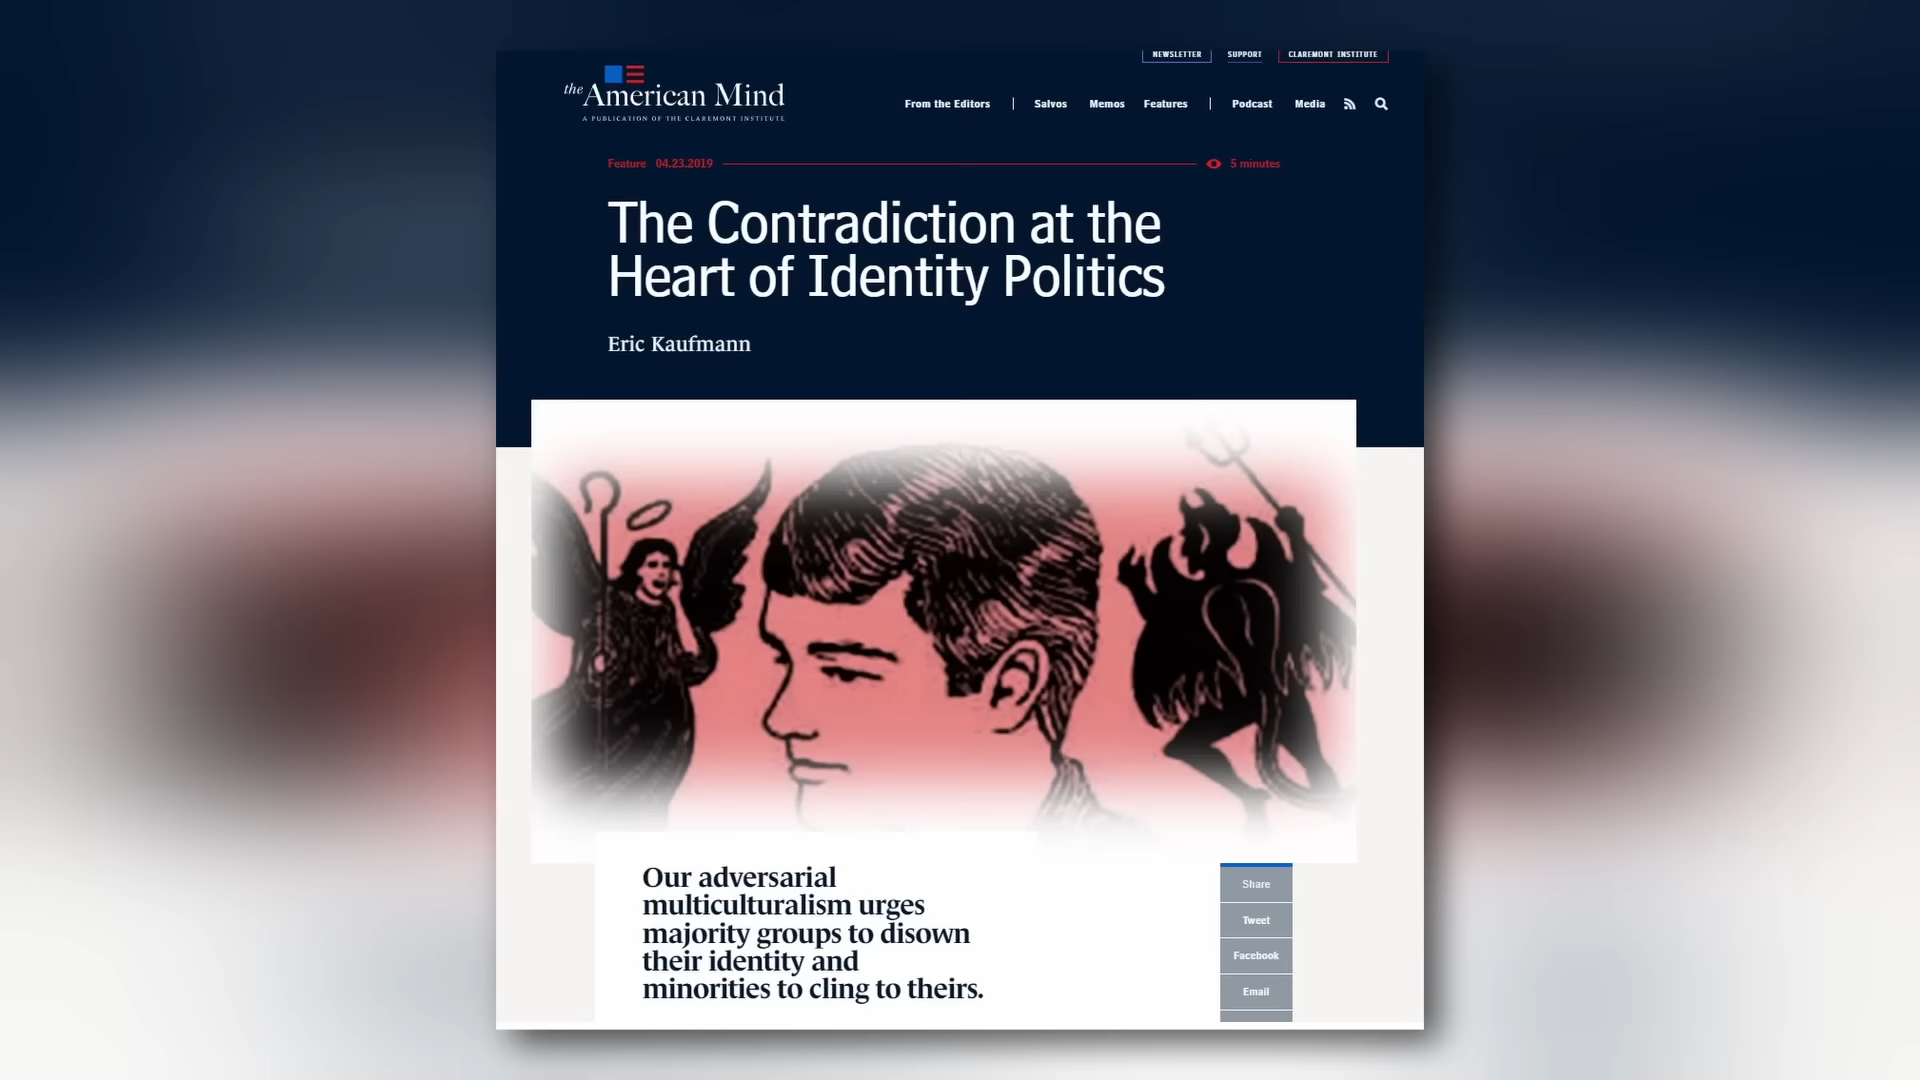 NEWSLETTER SUPPORT CLAREMONT INSTITUTE
the American Mind
A PUBLICATION OF THE CLAREMONT INSTITUTE
From the Editors Salvos Memos Features Podcast Media
Feature 04.23.2019 5 minutes
The Contradiction at the
Heart of Identity Politics
Eric Kaufmann
Our adversarial
multiculturalism urges
majority groups to disown
their identity and
minorities to cling to theirs.
Share
Tweet
Facebook
Email